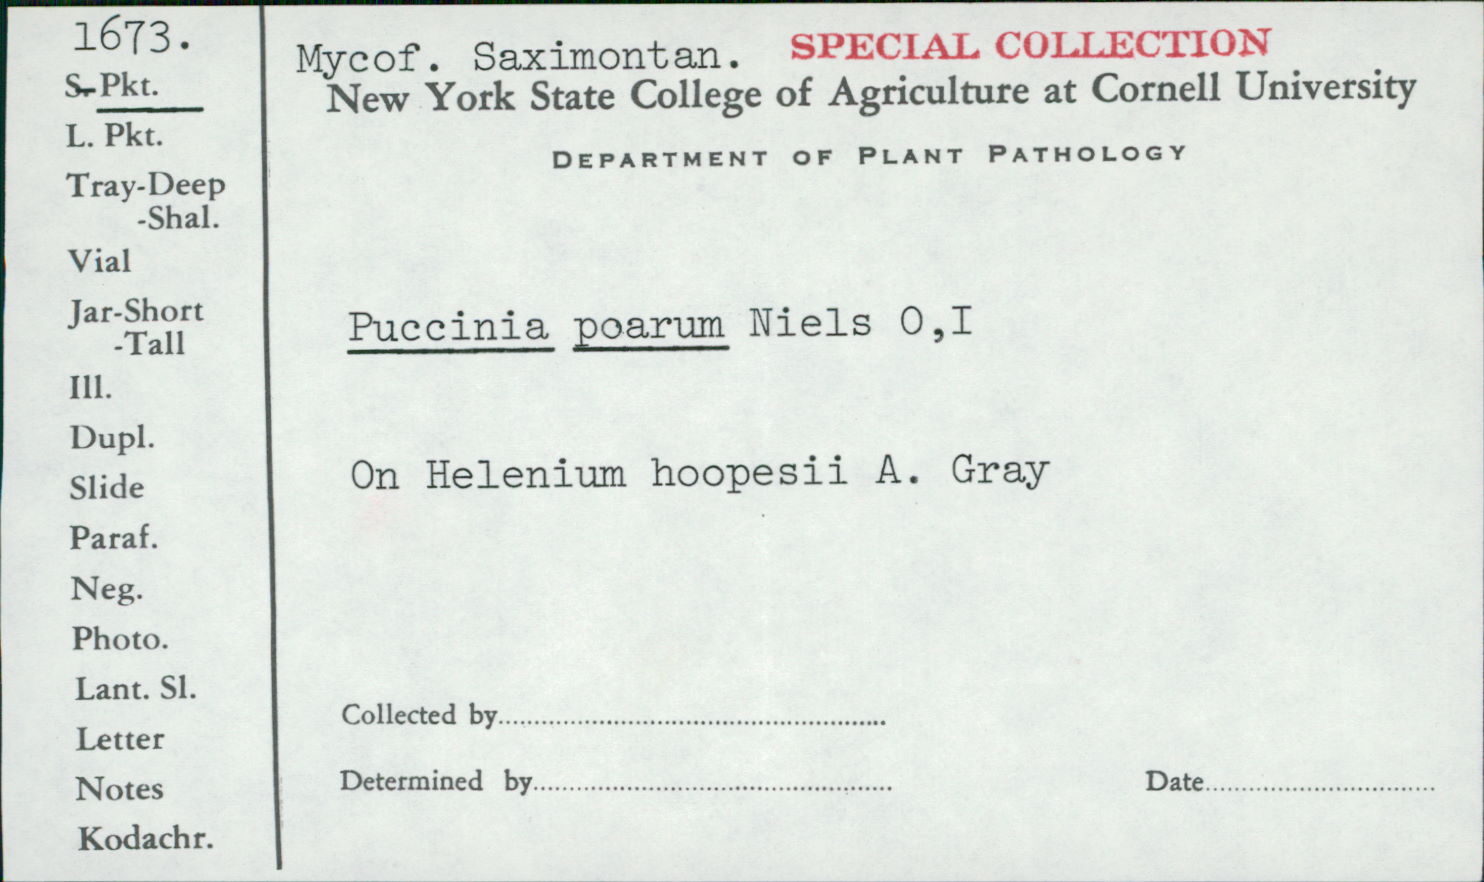 1673.
S. Pkt.
L. Pkt.
Tray-Deep
-Shal.
Vial
Jar-Short
-Tall
Ill.
Dupl.
Slide
Paraf.
Neg.
Photo.
Lant. Sl.
Letter
Notes
Kodachr.
Mycof. Saximontan. SPECIAL COLLECTION
New York State College of Agriculture at Cornell University
DEPARTMENT OF PLANT PATHOLOGY
Puccinia poarum Niels O,I
On Helenium hoopesii A. Gray
Collected by
Determined by
Date